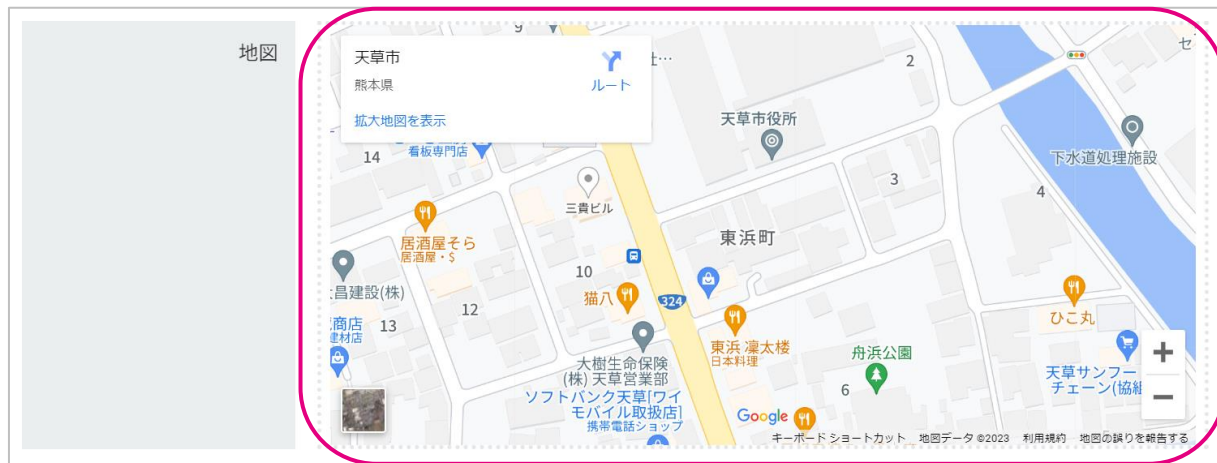 地図
9
天草市
熊本県
ルート
拡大地図を表示
社…
2
セ
天草市役所
下水道処理施設
14
看板専門店
3
4
三貴ビル
居酒屋そら
居酒屋・$
東浜町
10
昌建設(株)
猫八
324
12
ひこ丸
商店
建材店
13
東浜 凜太楼
日本料理
舟浜公園
大樹生命保険
(株) 天草営業部
天草サンフー
チェーン(協組
ソフトバンク天草[ワイ
モバイル取扱店]
携帯電話ショップ
6
+
−
Google
キーボード ショートカット
地図データ ©2023
利用規約
地図の誤りを報告する